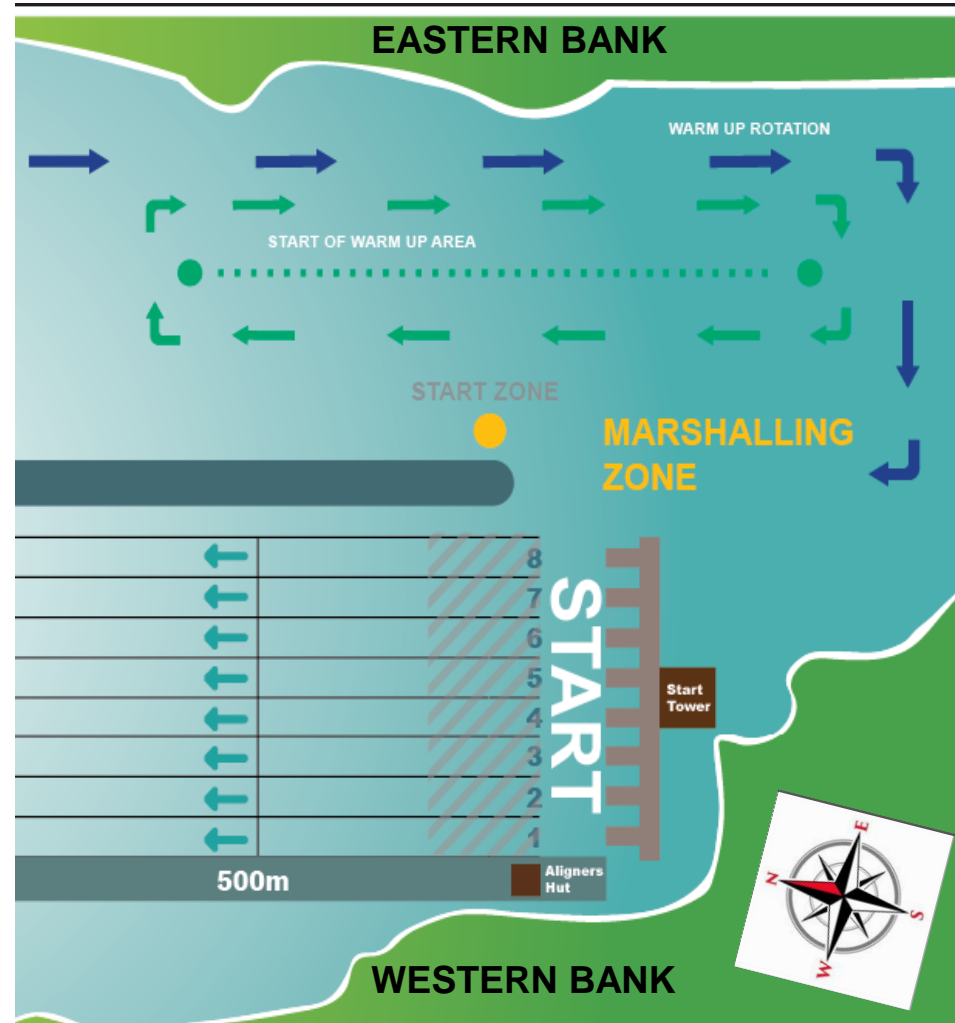 EASTERN BANK
WARM UP ROTATION
START OF WARM UP AREA
START ZONE
MARSHALLING
ZONE
8
7
6
5
4
3
2
1
START
Start
Tower
500m
Aligners
Hut
E
N
S
W
WESTERN BANK